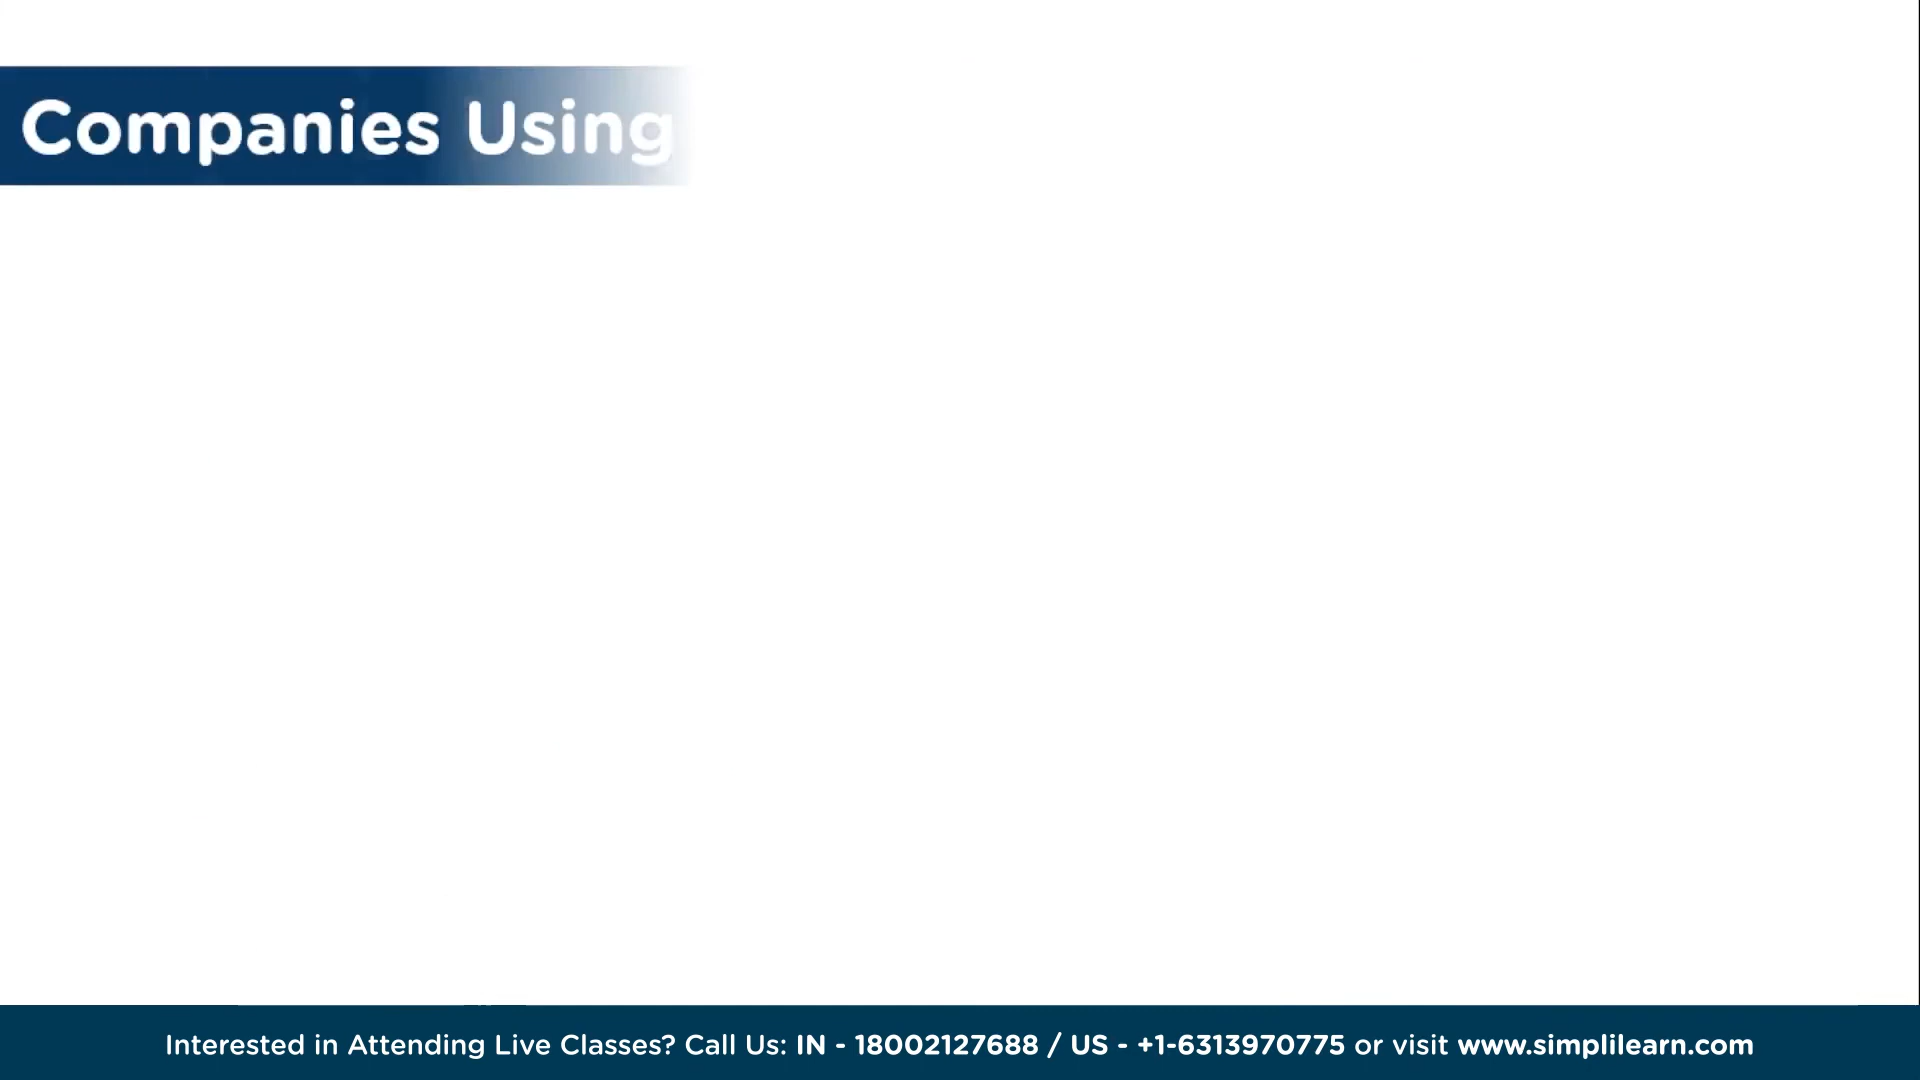 Companies Using
Interested in Attending Live Classes? Call Us: IN - 18002127688 / US - +1-6313970775 or visit www.simplilearn.com